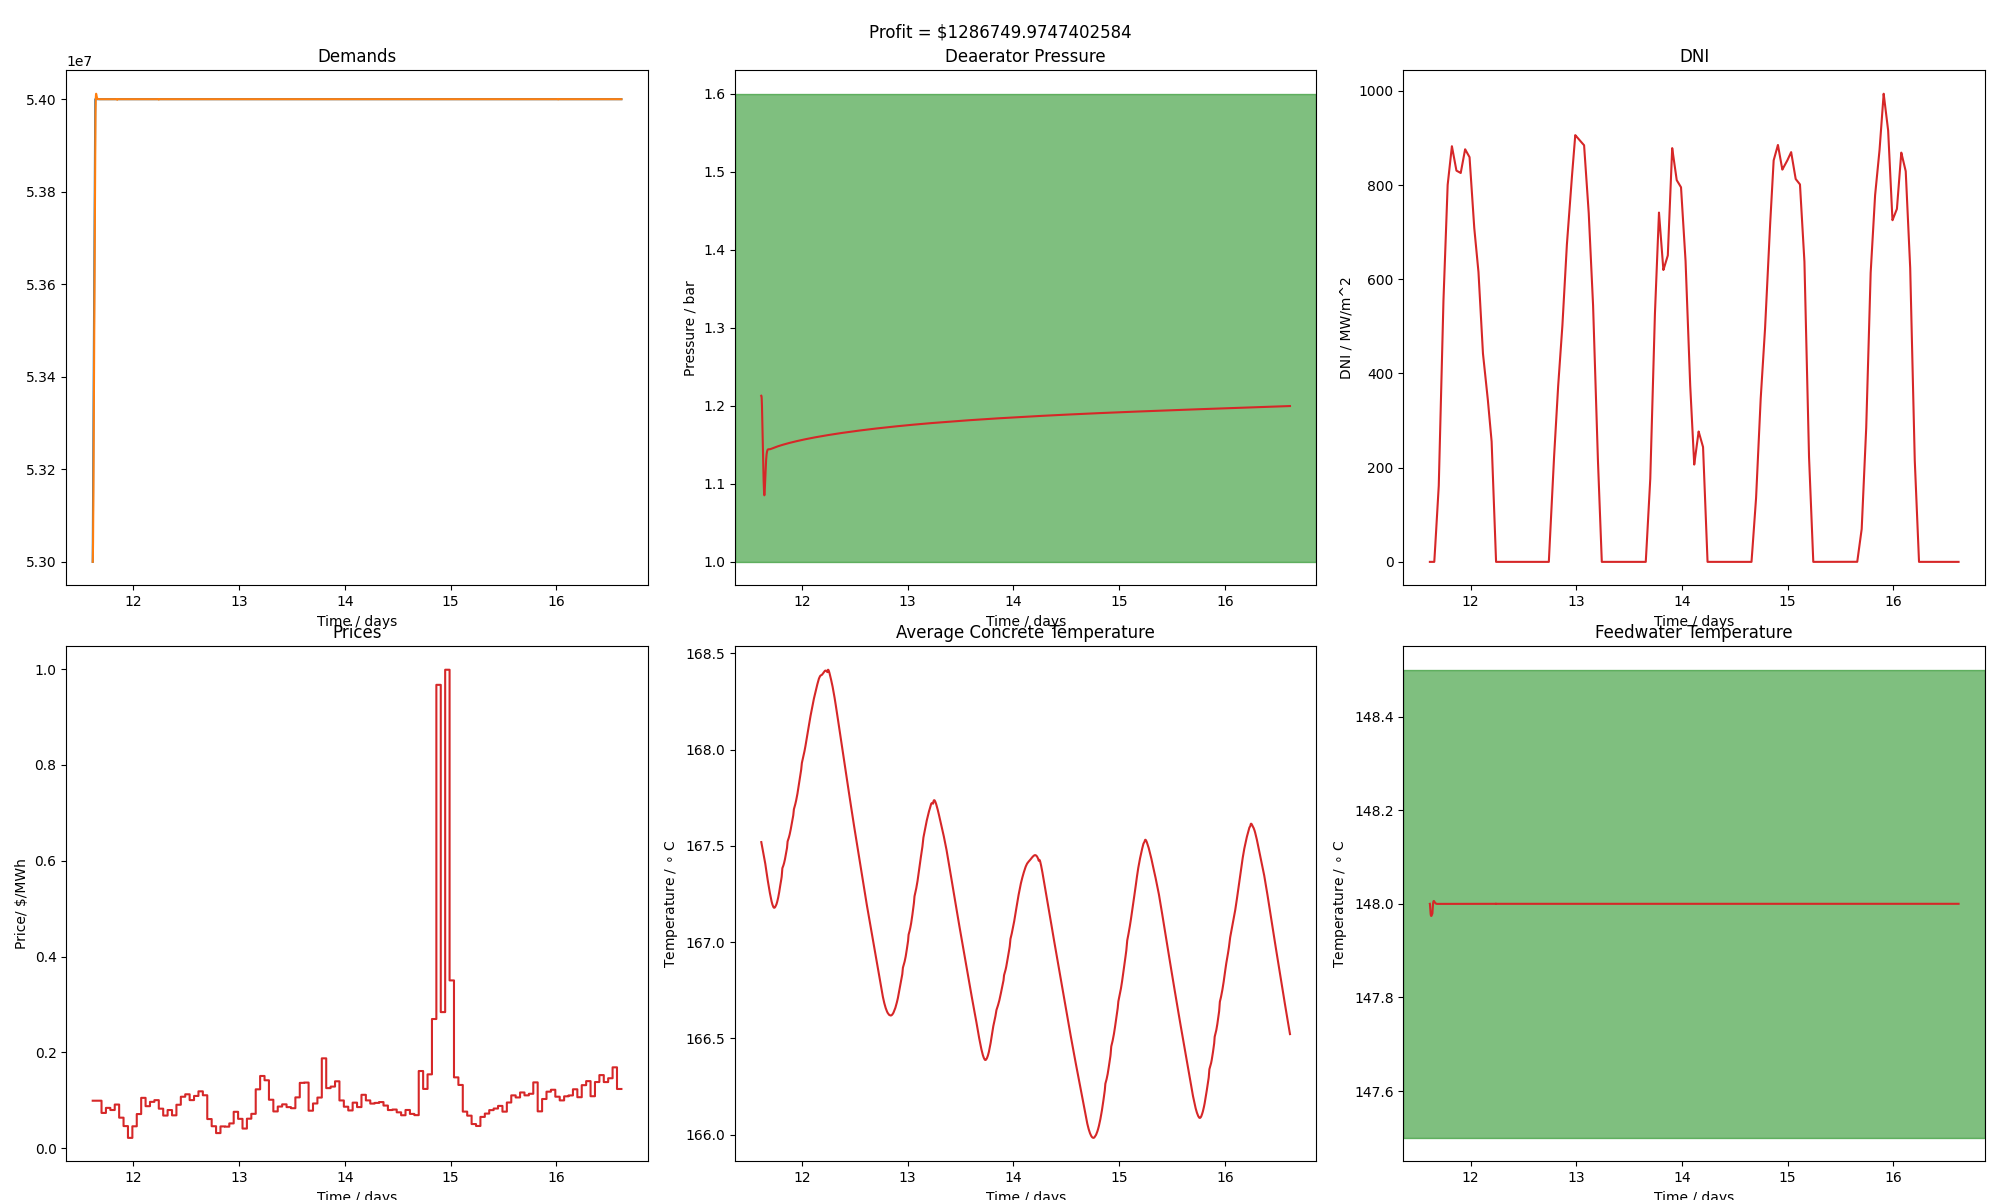 Profit = $1286749.9747402584
Demands
1e7
5.40
5.38
5.36
5.34
5.32
5.30
12 13 14 15 16
Time / days
Deaerator Pressure
Pressure / bar
1.6
1.5
1.4
1.3
1.2
1.1
1.0
12 13 14 15 16
Time / days
DNI
DNI / MW/m^2
1000
800
600
400
200
0
12 13 14 15 16
Time / days
Prices
Price/ $/MWh
1.0
0.8
0.6
0.4
0.2
0.0
12 13 14 15 16
Time / days
Average Concrete Temperature
Temperature / ∘ C
168.5
168.0
167.5
167.0
166.5
166.0
12 13 14 15 16
Time / days
Feedwater Temperature
Temperature / ∘ C
148.4
148.2
148.0
147.8
147.6
12 13 14 15 16
Time / days